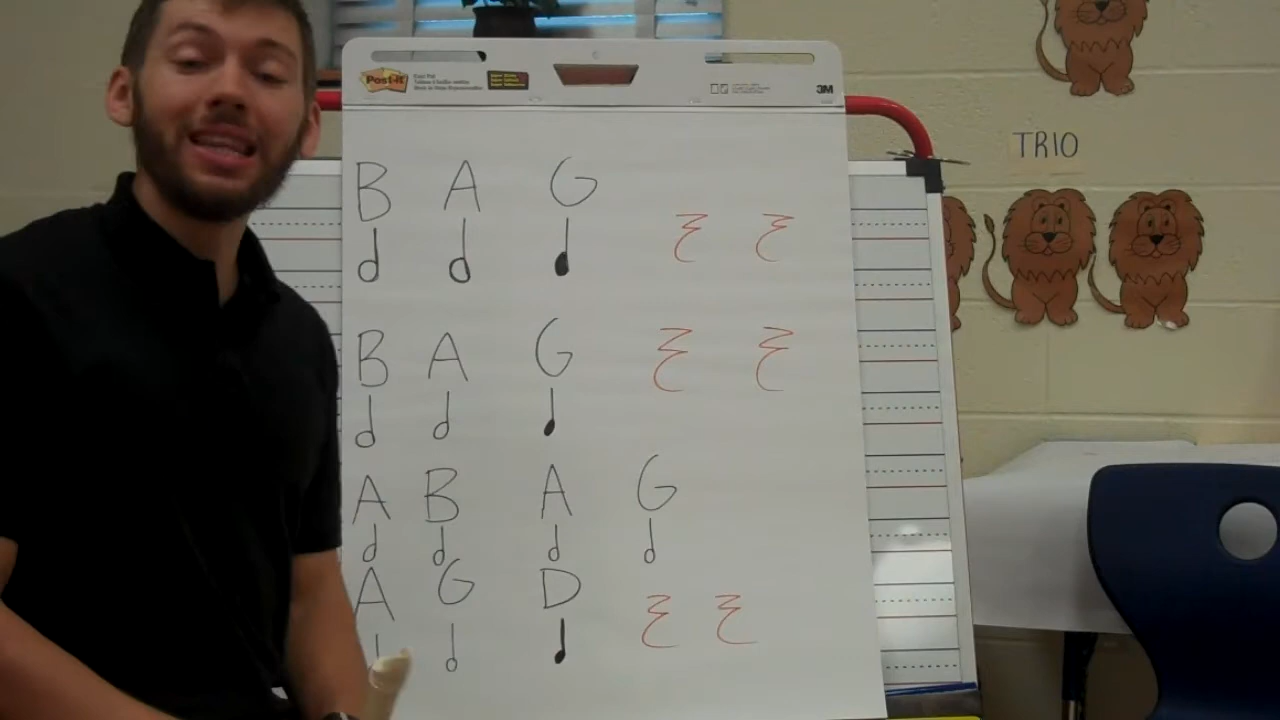 Post-it
3M
TRIO
B A G
B A G
A B A G
A G D